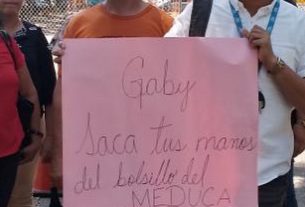 Gaby
Saca tus manos
del bolsillo del
MEDUCA